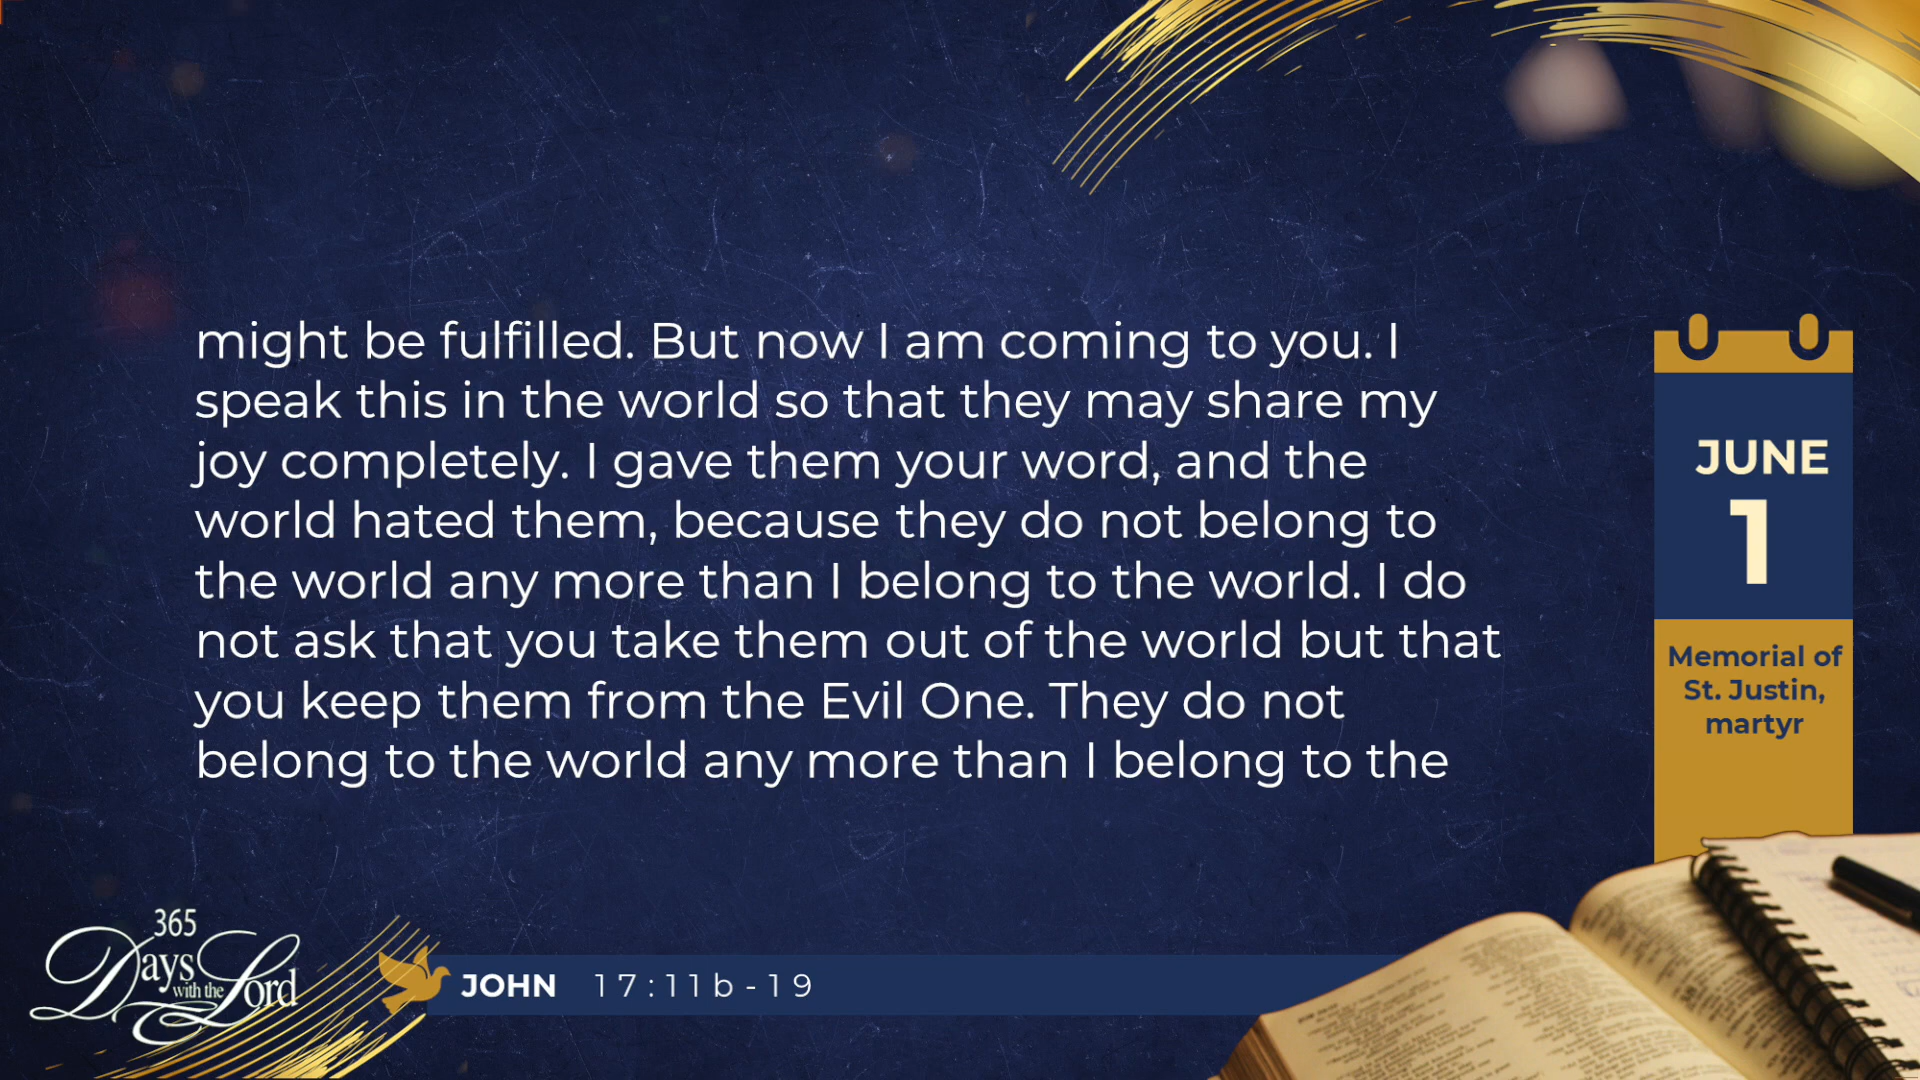 might be fulfilled. But now I am coming to you. I
speak this in the world so that they may share my
joy completely. I gave them your word, and the
world hated them, because they do not belong to
the world any more than I belong to the world. I do
not ask that you take them out of the world but that
you keep them from the Evil One. They do not
belong to the world any more than I belong to the
JUNE
1
Memorial of
St. Justin,
martyr
365
Days
with the
Lord
JOHN 17:11b-19